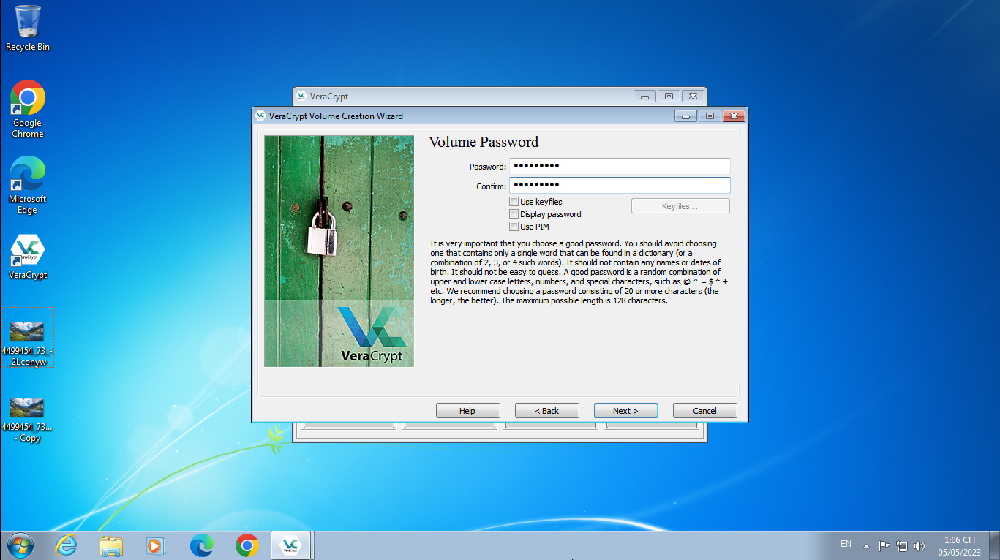 Recycle Bin
Google
Chrome
Microsoft
Edge
VeraCrypt
VeraCrypt
4499454_73_-
_2Lconyw
4499454_73...
- Copy
VeraCrypt
VeraCrypt Volume Creation Wizard
Volume Password
Password:
Confirm:
Use keyfiles
Keyfiles...
Display password
Use PIM
It is very important that you choose a good password. You should avoid choosing
one that contains only a single word that can be found in a dictionary (or a
combination of 2, 3, or 4 such words). It should not contain any names or dates of
birth. It should not be easy to guess. A good password is a random combination of
upper and lower case letters, numbers, and special characters, such as @ ^ = $ * +
etc. We recommend choosing a password consisting of 20 or more characters (the
longer, the better). The maximum possible length is 128 characters.
VeraCrypt
Help
< Back
Next >
Cancel
VeraCrypt
EN
1:06 CH
05/05/2023